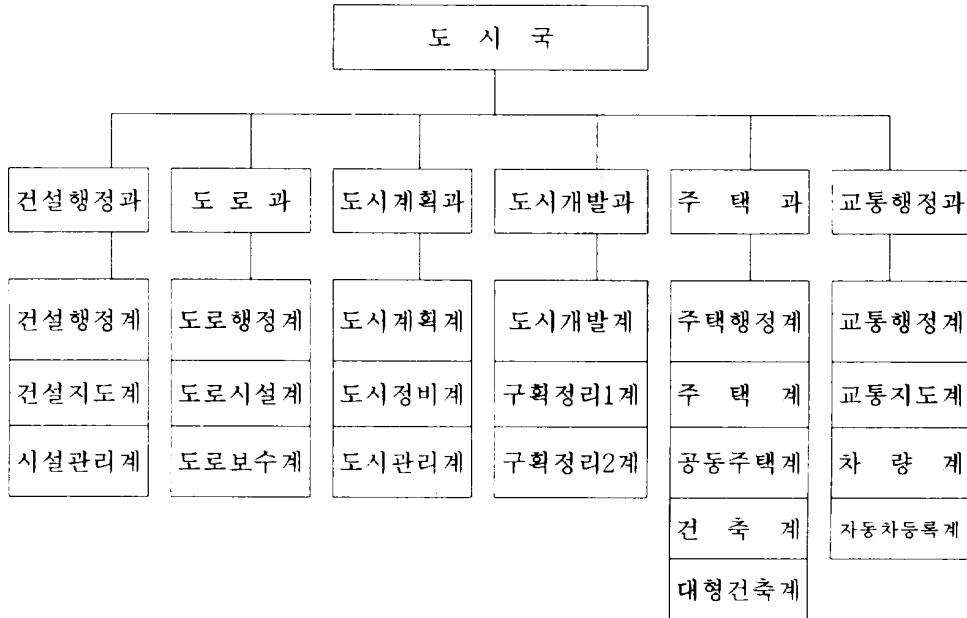 도 시 국
건설행정과 도 로 과 도시계획과 도시개발과 주 택 과 교통행정과
건설행정계 도로행정계 도시계획계 도시개발계 주택행정계 교통행정계
건설지도계 도로시설계 도시정비계 구획정리1계 주 택 계 교통지도계
시설관리계 도로보수계 도시관리계 구획정리2계 공동주택계 차 량 계
건 축 계 자동차등록계
대형건축계